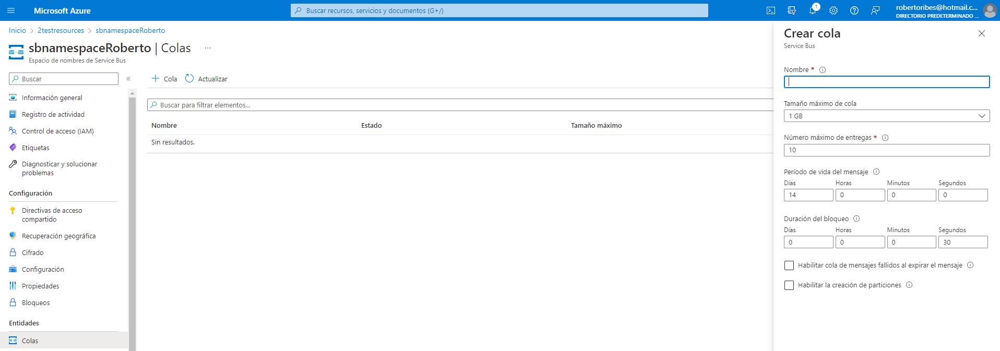 Microsoft Azure
Buscar recursos, servicios y documentos (G+/)
1
robertoribes@hotmail.c...
DIRECTORIO PREDETERMINADO ...
Inicio > 2testresources > sbnamespaceRoberto
sbnamespaceRoberto | Colas ...
Espacio de nombres de Service Bus
Buscar «
Información general
Registro de actividad
Control de acceso (IAM)
Etiquetas
Diagnosticar y solucionar
problemas
Configuración
Directivas de acceso
compartido
Recuperación geográfica
Cifrado
Configuración
Propiedades
Bloqueos
Entidades
Colas
+ Cola Actualizar
Buscar para filtrar elementos...
Nombre Estado Tamaño máximo
Sin resultados.
Crear cola
Service Bus
Nombre *
Tamaño máximo de cola
1 GB
Número máximo de entregas *
10
Período de vida del mensaje
Días Horas Minutos Segundos
14 0 0 0
Duración del bloqueo
Días Horas Minutos Segundos
0 0 0 30
Habilitar cola de mensajes fallidos al expirar el mensaje
Habilitar la creación de particiones